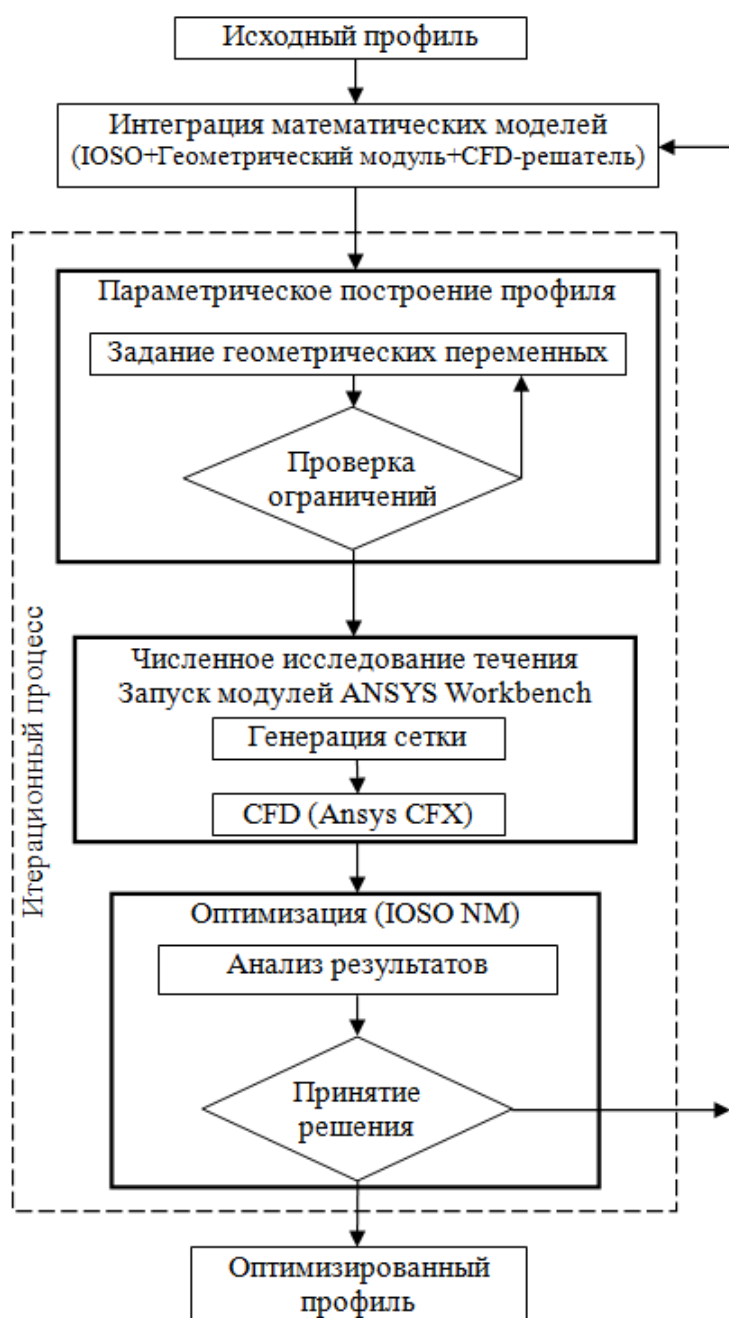 Исходный профиль
Интеграция математических моделей
(IOSO+Геометрический модуль+CFD-решатель)
Параметрическое построение профиля
Задание геометрических переменных
Проверка
ограничений
Численное исследование течения
Запуск модулей ANSYS Workbench
Генерация сетки
CFD (Ansys CFX)
Итерационный процесс
Оптимизация (IOSO NM)
Анализ результатов
Принятие
решения
Оптимизированный
профиль